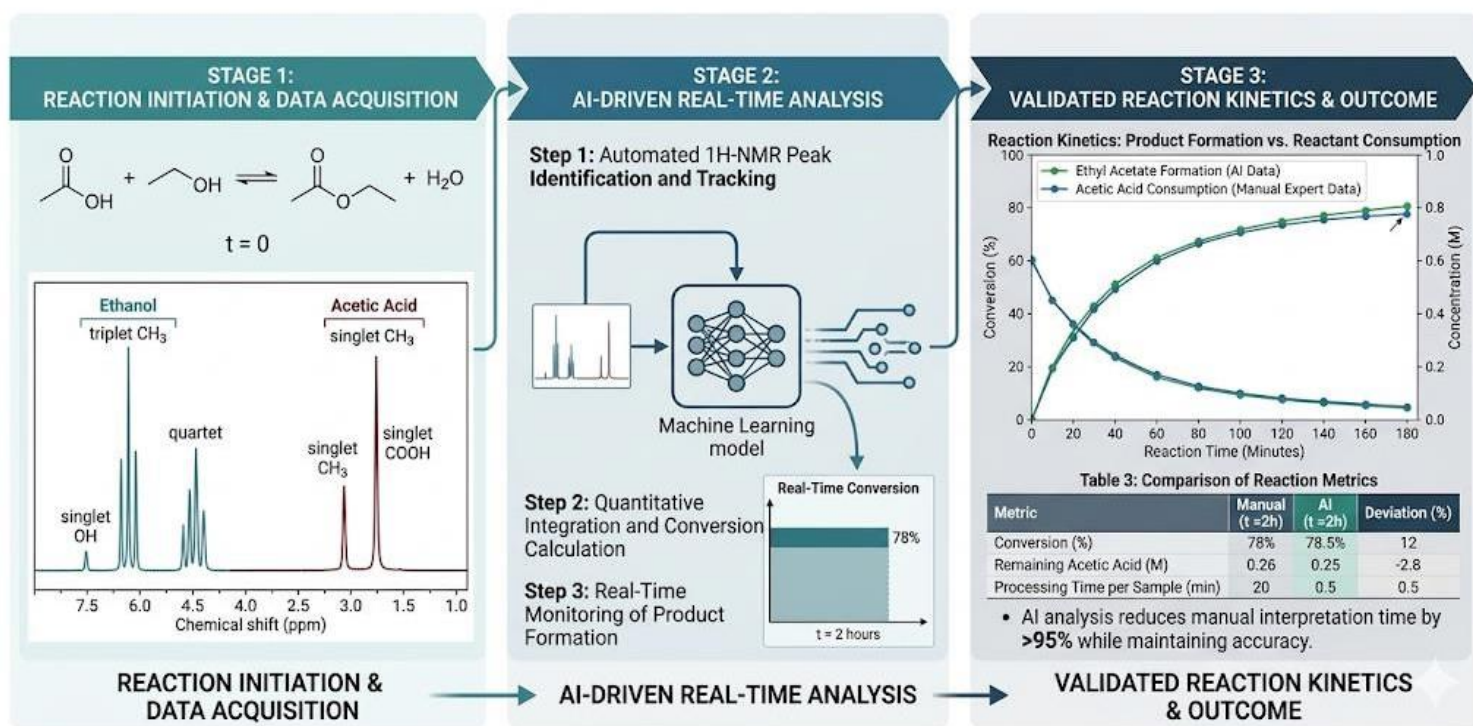 STAGE 1:
REACTION INITIATION & DATA ACQUISITION
O
OH
+
OH
O
O
+ H₂O
t = 0
Ethanol
triplet CH₃
Acetic Acid
singlet CH₃
quartet
singlet
OH
singlet
CH₃
singlet
COOH
7.5 6.0 4.5 4.0 2.5 3.0 1.5 1.0
Chemical shift (ppm)
REACTION INITIATION &
DATA ACQUISITION
STAGE 2:
AI-DRIVEN REAL-TIME ANALYSIS
Step 1: Automated 1H-NMR Peak
Identification and Tracking
Machine Learning
model
Step 2: Quantitative
Integration and Conversion
Calculation
Step 3: Real-Time
Monitoring of Product
Formation
Real-Time Conversion
78%
t = 2 hours
AI-DRIVEN REAL-TIME ANALYSIS
STAGE 3:
VALIDATED REACTION KINETICS & OUTCOME
Reaction Kinetics: Product Formation vs. Reactant Consumption
Ethyl Acetate Formation (AI Data)
Acetic Acid Consumption (Manual Expert Data)
Conversion (%)
100
80
60
40
20
0
1.0
0.8
0.6
0.4
0.2
0.0
Concentration (M)
0 20 40 60 80 100 120 140 160 180
Reaction Time (Minutes)
Table 3: Comparison of Reaction Metrics
Metric Manual (t =2h) AI (t =2h) Deviation (%)
Conversion (%) 78% 78.5% 12
Remaining Acetic Acid (M) 0.26 0.25 -2.8
Processing Time per Sample (min) 20 0.5 0.5
• AI analysis reduces manual interpretation time by
>95% while maintaining accuracy.
VALIDATED REACTION KINETICS
& OUTCOME